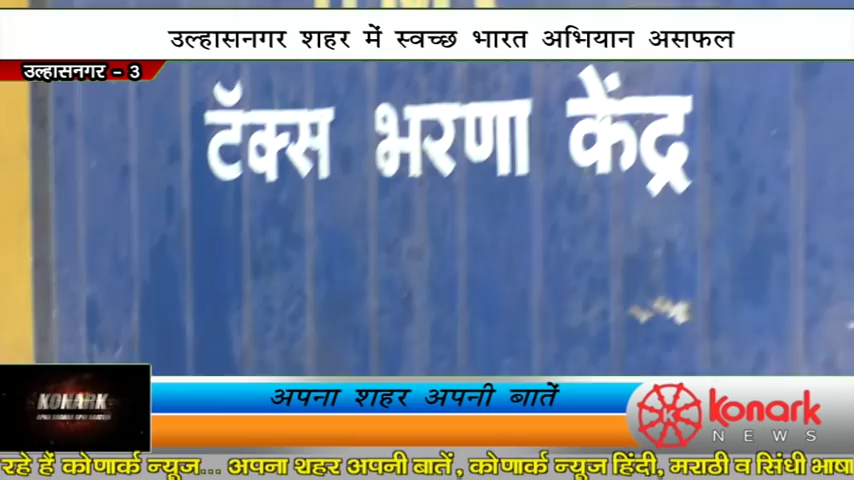 उल्हासनगर शहर में स्वच्छ भारत अभियान असफल
उल्हासनगर - 3
टॅक्स भरणा केंद्र
KONARK
अपना शहर अपनी बातें
Konark
NEWS
रहे हैं कोणार्क न्यूज... अपना शहर अपनी बातें, कोणार्क न्यूज हिंदी, मराठी व सिंधी भाषा